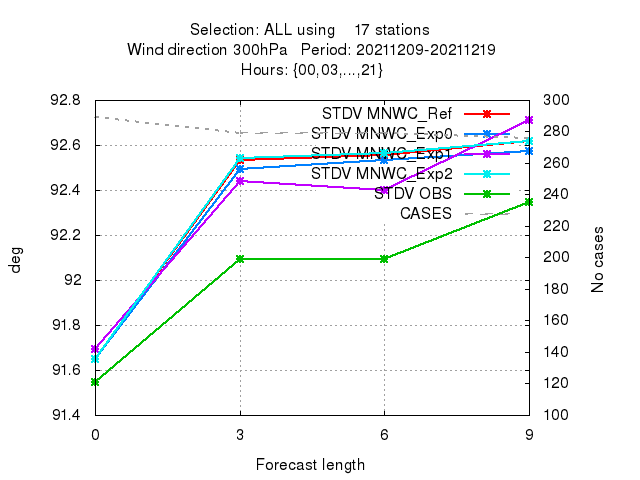 Selection: ALL using 17 stations
Wind direction 300hPa Period: 20211209-20211219
Hours: {00,03,...,21}
92.8
92.6
92.4
92.2
92
91.8
91.6
91.4
deg
STDV MNWC_Ref
STDV MNWC_Exp0
STDV MNWC_Exp1
STDV MNWC_Exp2
STDV OBS
CASES
300
280
260
240
220
200
180
160
140
120
100
No cases
0 3 6 9
Forecast length